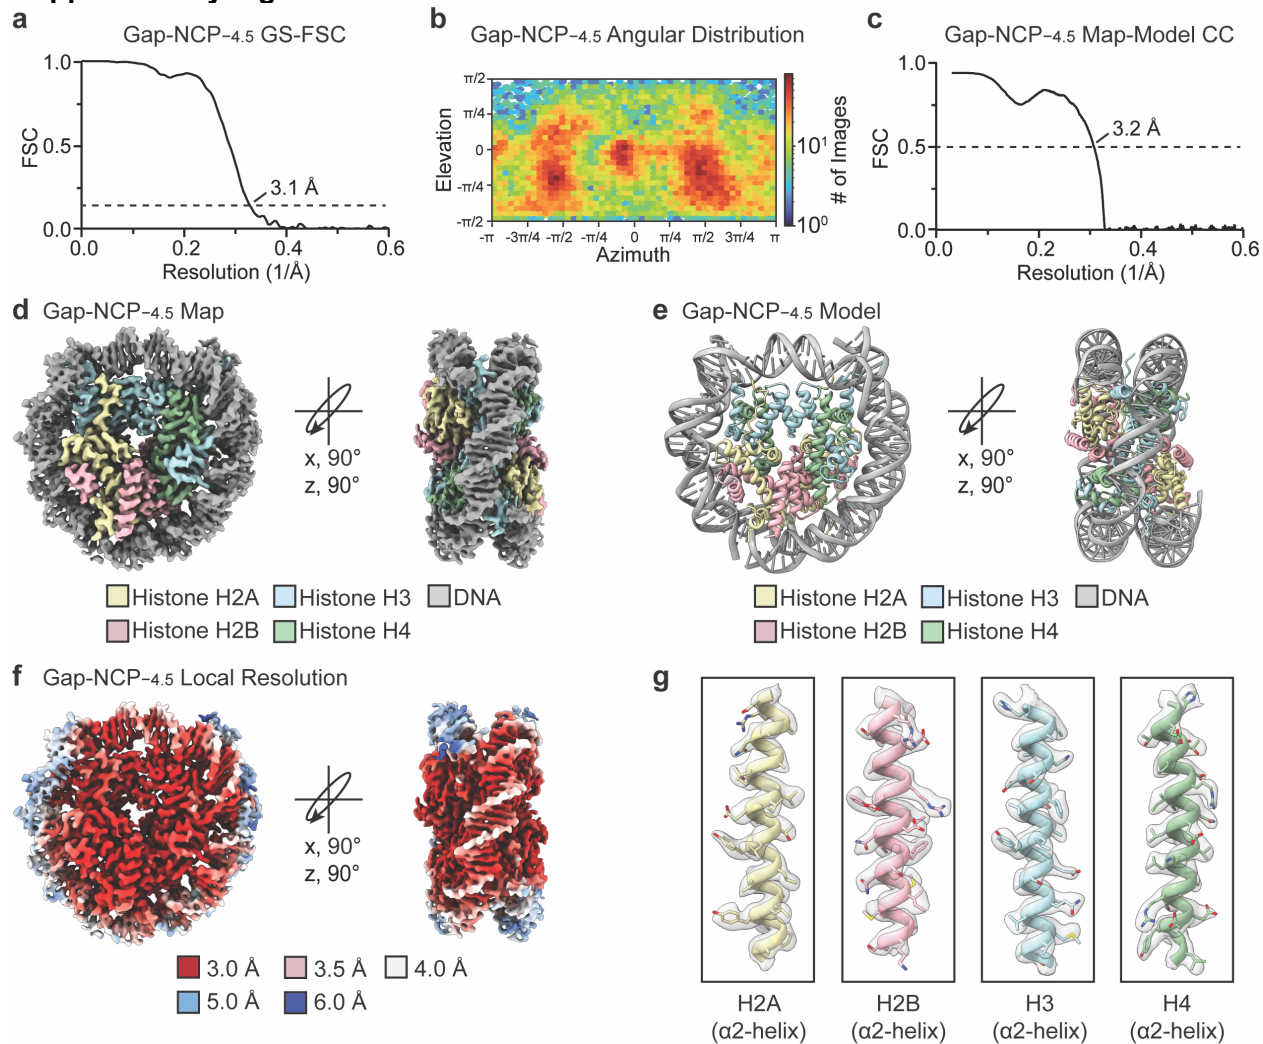 a
Gap-NCP-4.5 GS-FSC
1.0
0.5
0.0
FSC
3.1 Å
0.0 0.2 0.4 0.6
Resolution (1/Å)
b
Gap-NCP-4.5 Angular Distribution
π/2
π/4
0
-π/4
-π/2
Elevation
-π -3π/4 -π/2 -π/4 0 π/4 π/2 3π/4 π
Azimuth
10¹
10⁰
# of Images
c
Gap-NCP-4.5 Map-Model CC
1.0
0.5
0.0
FSC
3.2 Å
0.0 0.2 0.4 0.6
Resolution (1/Å)
d Gap-NCP-4.5 Map
x, 90°
z, 90°
Histone H2A Histone H3 DNA
Histone H2B Histone H4
e Gap-NCP-4.5 Model
x, 90°
z, 90°
Histone H2A Histone H3 DNA
Histone H2B Histone H4
f Gap-NCP-4.5 Local Resolution
x, 90°
z, 90°
3.0 Å 3.5 Å 4.0 Å
5.0 Å 6.0 Å
g
H2A
(α2-helix)
H2B
(α2-helix)
H3
(α2-helix)
H4
(α2-helix)